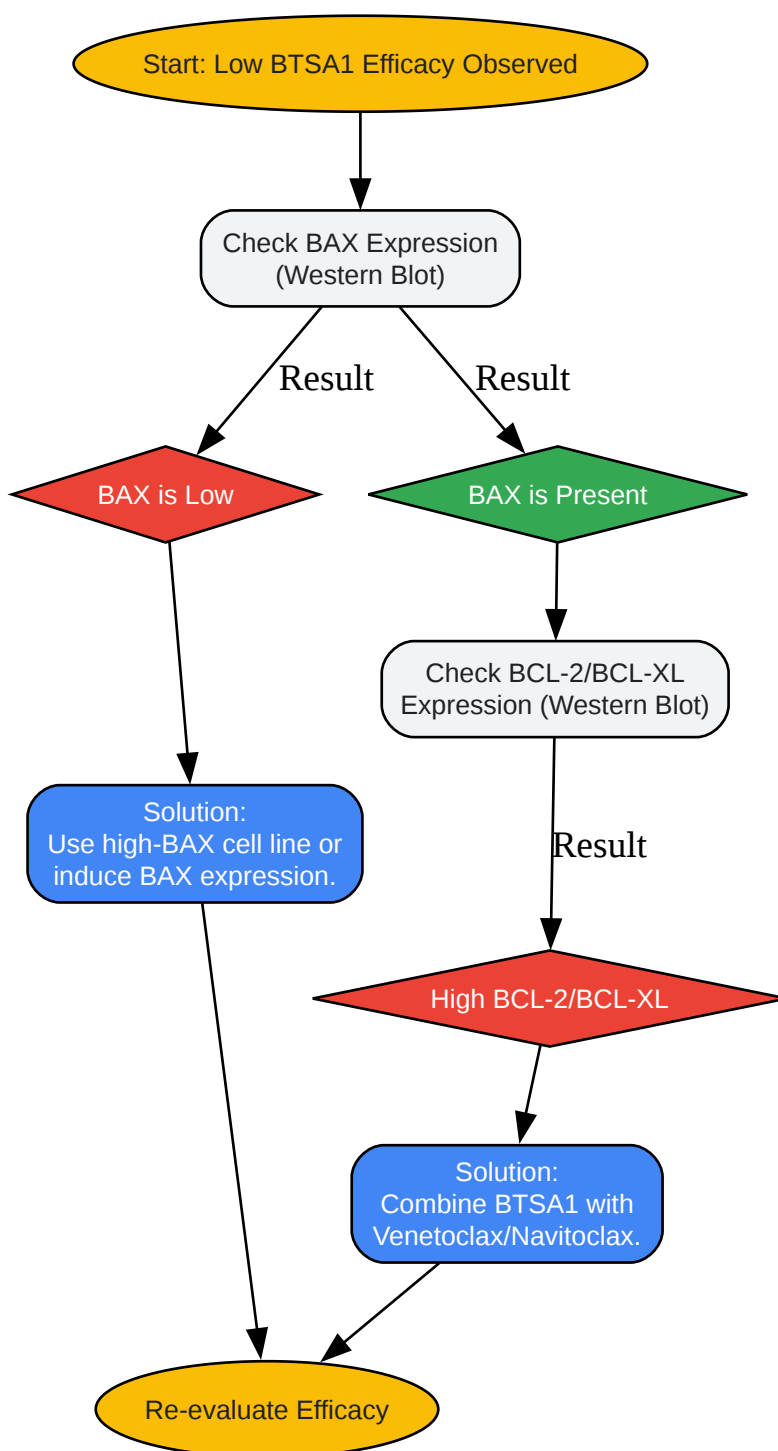 Start: Low BTSA1 Efficacy Observed
Check BAX Expression
(Western Blot)
Result
Result
BAX is Low
BAX is Present
Check BCL-2/BCL-XL
Expression (Western Blot)
Solution:
Use high-BAX cell line or
induce BAX expression.
Result
High BCL-2/BCL-XL
Solution:
Combine BTSA1 with
Venetoclax/Navitoclax.
Re-evaluate Efficacy